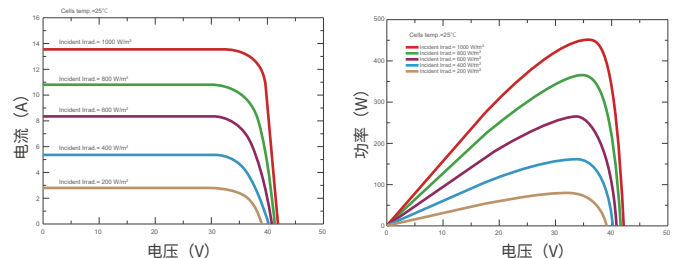 Cells temp.=25℃
16
14
12
10
8
6
4
2
0
电流（A）
Incident Irrad.= 1000 W/m²
Incident Irrad.= 800 W/m²
Incident Irrad.= 600 W/m²
Incident Irrad.= 400 W/m²
Incident Irrad.= 200 W/m²
0 10 20 30 40 50
电压（V）
500
400
300
200
100
0
功率（W）
Cells temp.=25℃
Incident Irrad.= 1000 W/m²
Incident Irrad.= 800 W/m²
Incident Irrad.= 600 W/m²
Incident Irrad.= 400 W/m²
Incident Irrad.= 200 W/m²
0 10 20 30 40 50
电压（V）